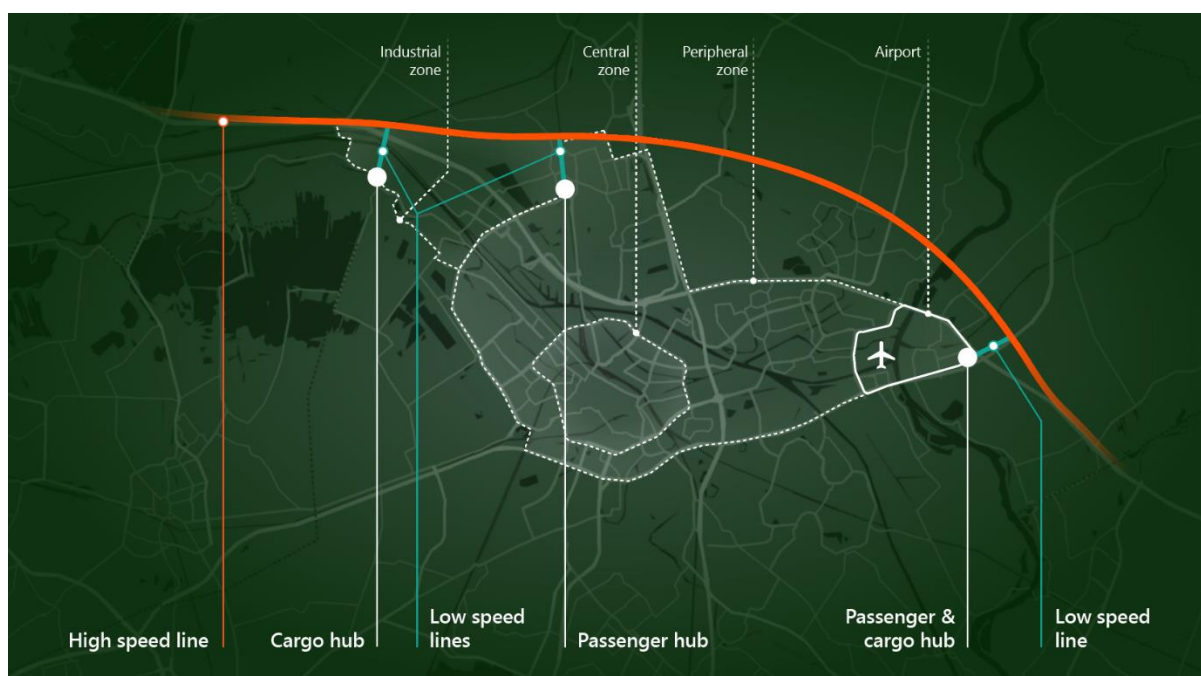 Industrial
zone
Central
zone
Peripheral
zone
Airport
High speed line
Cargo hub
Low speed
lines
Passenger hub
Passenger &
cargo hub
Low speed
line